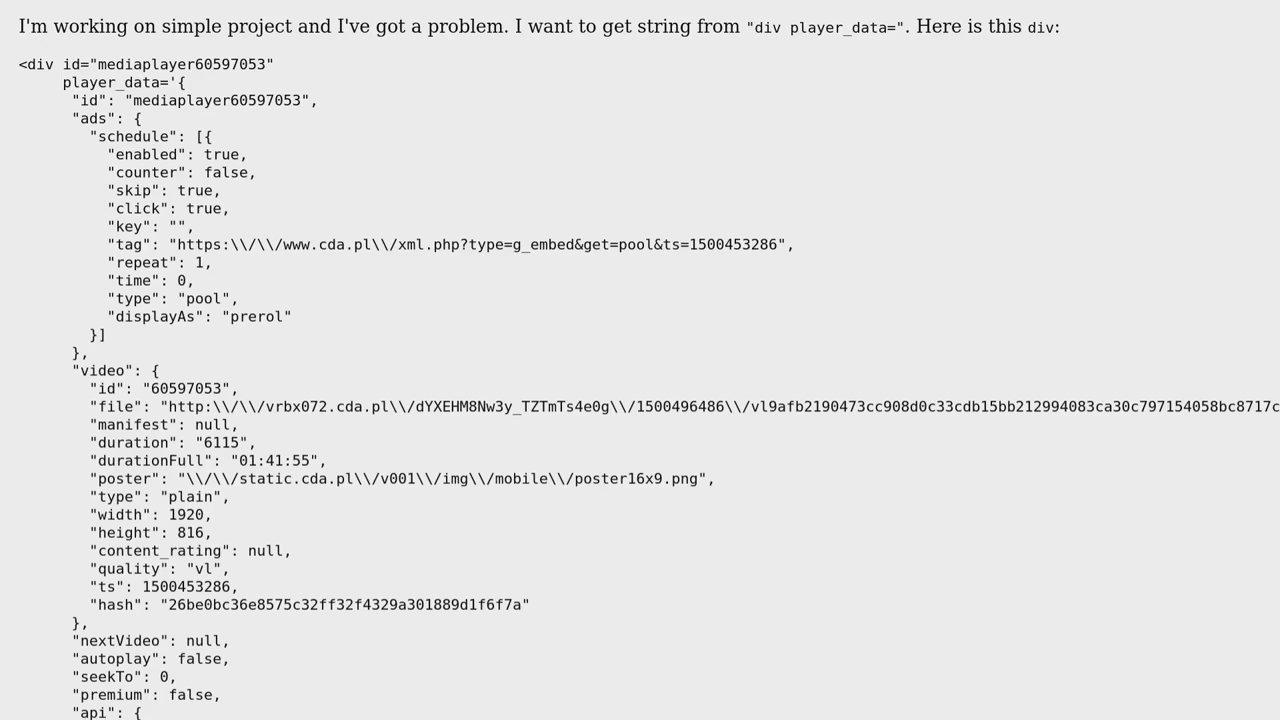 I'm working on simple project and I've got a problem. I want to get string from "div player_data=". Here is this div:
<div id="mediaplayer60597053"
     player_data='{
      "id": "mediaplayer60597053",
      "ads": {
        "schedule": [{
          "enabled": true,
          "counter": false,
          "skip": true,
          "click": true,
          "key": "",
          "tag": "https:\\/\\/www.cda.pl\\/xml.php?type=g_embed&get=pool&ts=1500453286",
          "repeat": 1,
          "time": 0,
          "type": "pool",
          "displayAs": "prerol"
        }]
      },
      "video": {
        "id": "60597053",
        "file": "http:\\/\\/vrbx072.cda.pl\\/dYXEHM8Nw3y_TZTmTs4e0g\\/1500496486\\/vl9afb2190473cc908d0c33cdb15bb212994083ca30c797154058bc8717c
        "manifest": null,
        "duration": "6115",
        "durationFull": "01:41:55",
        "poster": "\\/\\/static.cda.pl\\/v001\\/img\\/mobile\\/poster16x9.png",
        "type": "plain",
        "width": 1920,
        "height": 816,
        "content_rating": null,
        "quality": "vl",
        "ts": 1500453286,
        "hash": "26be0bc36e8575c32ff32f4329a301889d1f6f7a"
      },
      "nextVideo": null,
      "autoplay": false,
      "seekTo": 0,
      "premium": false,
      "api": {